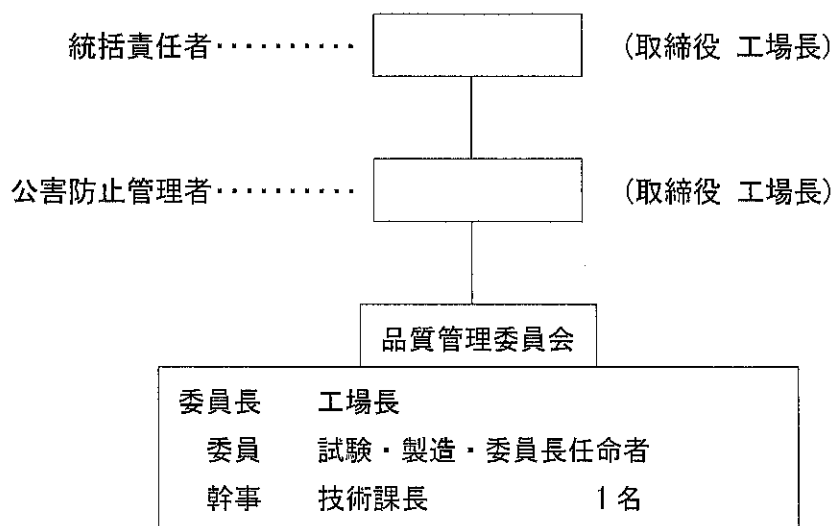 統括責任者・・・・・・・・・・ (取締役 工場長)
公害防止管理者・・・・・・・・・・ (取締役 工場長)
品質管理委員会
委員長 工場長
委員 試験・製造・委員長任命者
幹事 技術課長 1名